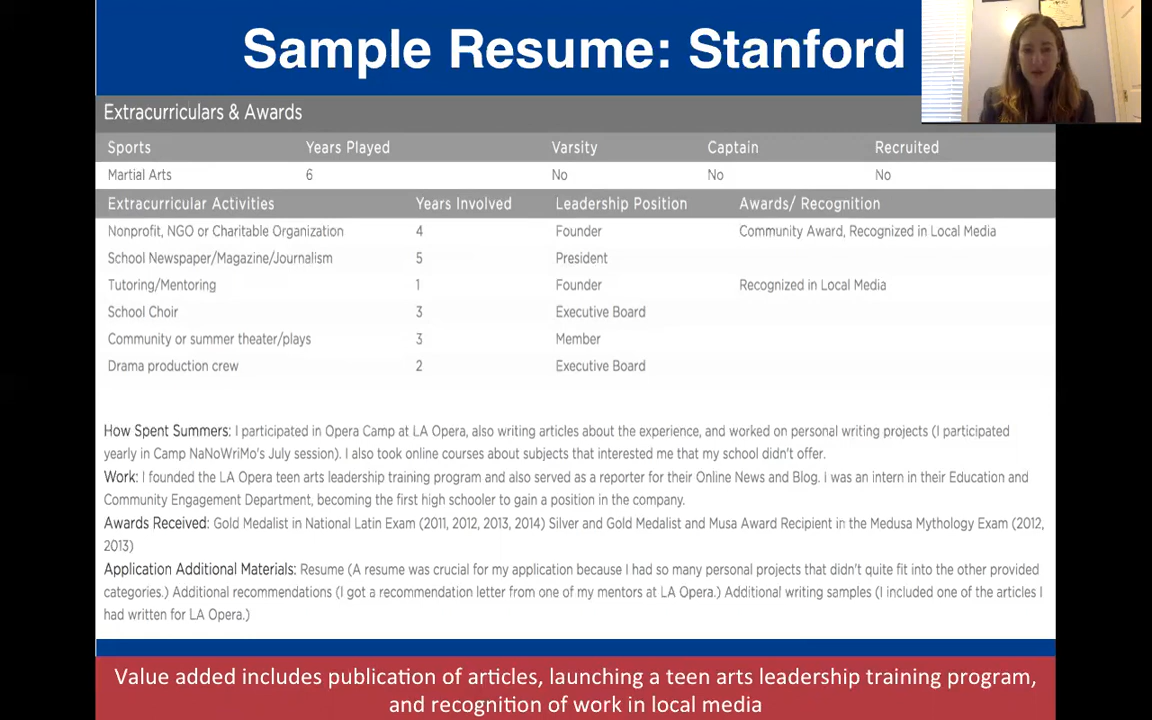 Sample Resume: Stanford
Extracurriculars & Awards
Sports Years Played Varsity Captain Recruited
Martial Arts 6 No No No
Extracurricular Activities Years Involved Leadership Position Awards/ Recognition
Nonprofit, NGO or Charitable Organization 4 Founder Community Award, Recognized in Local Media
School Newspaper/Magazine/Journalism 5 President
Tutoring/Mentoring 1 Founder Recognized in Local Media
School Choir 3 Executive Board
Community or summer theater/plays 3 Member
Drama production crew 2 Executive Board
How Spent Summers: I participated in Opera Camp at LA Opera, also writing articles about the experience, and worked on personal writing projects (I participated
yearly in Camp NaNoWriMo's July session). I also took online courses about subjects that interested me that my school didn't offer.
Work: I founded the LA Opera teen arts leadership training program and also served as a reporter for their Online News and Blog. I was an intern in their Education and
Community Engagement Department, becoming the first high schooler to gain a position in the company.
Awards Received: Gold Medalist in National Latin Exam (2011, 2012, 2013, 2014) Silver and Gold Medalist and Musa Award Recipient in the Medusa Mythology Exam (2012,
2013)
Application Additional Materials: Resume (A resume was crucial for my application because I had so many personal projects that didn't quite fit into the other provided
categories.) Additional recommendations (I got a recommendation letter from one of my mentors at LA Opera.) Additional writing samples (I included one of the articles I
had written for LA Opera.)
Value added includes publication of articles, launching a teen arts leadership training program,
and recognition of work in local media